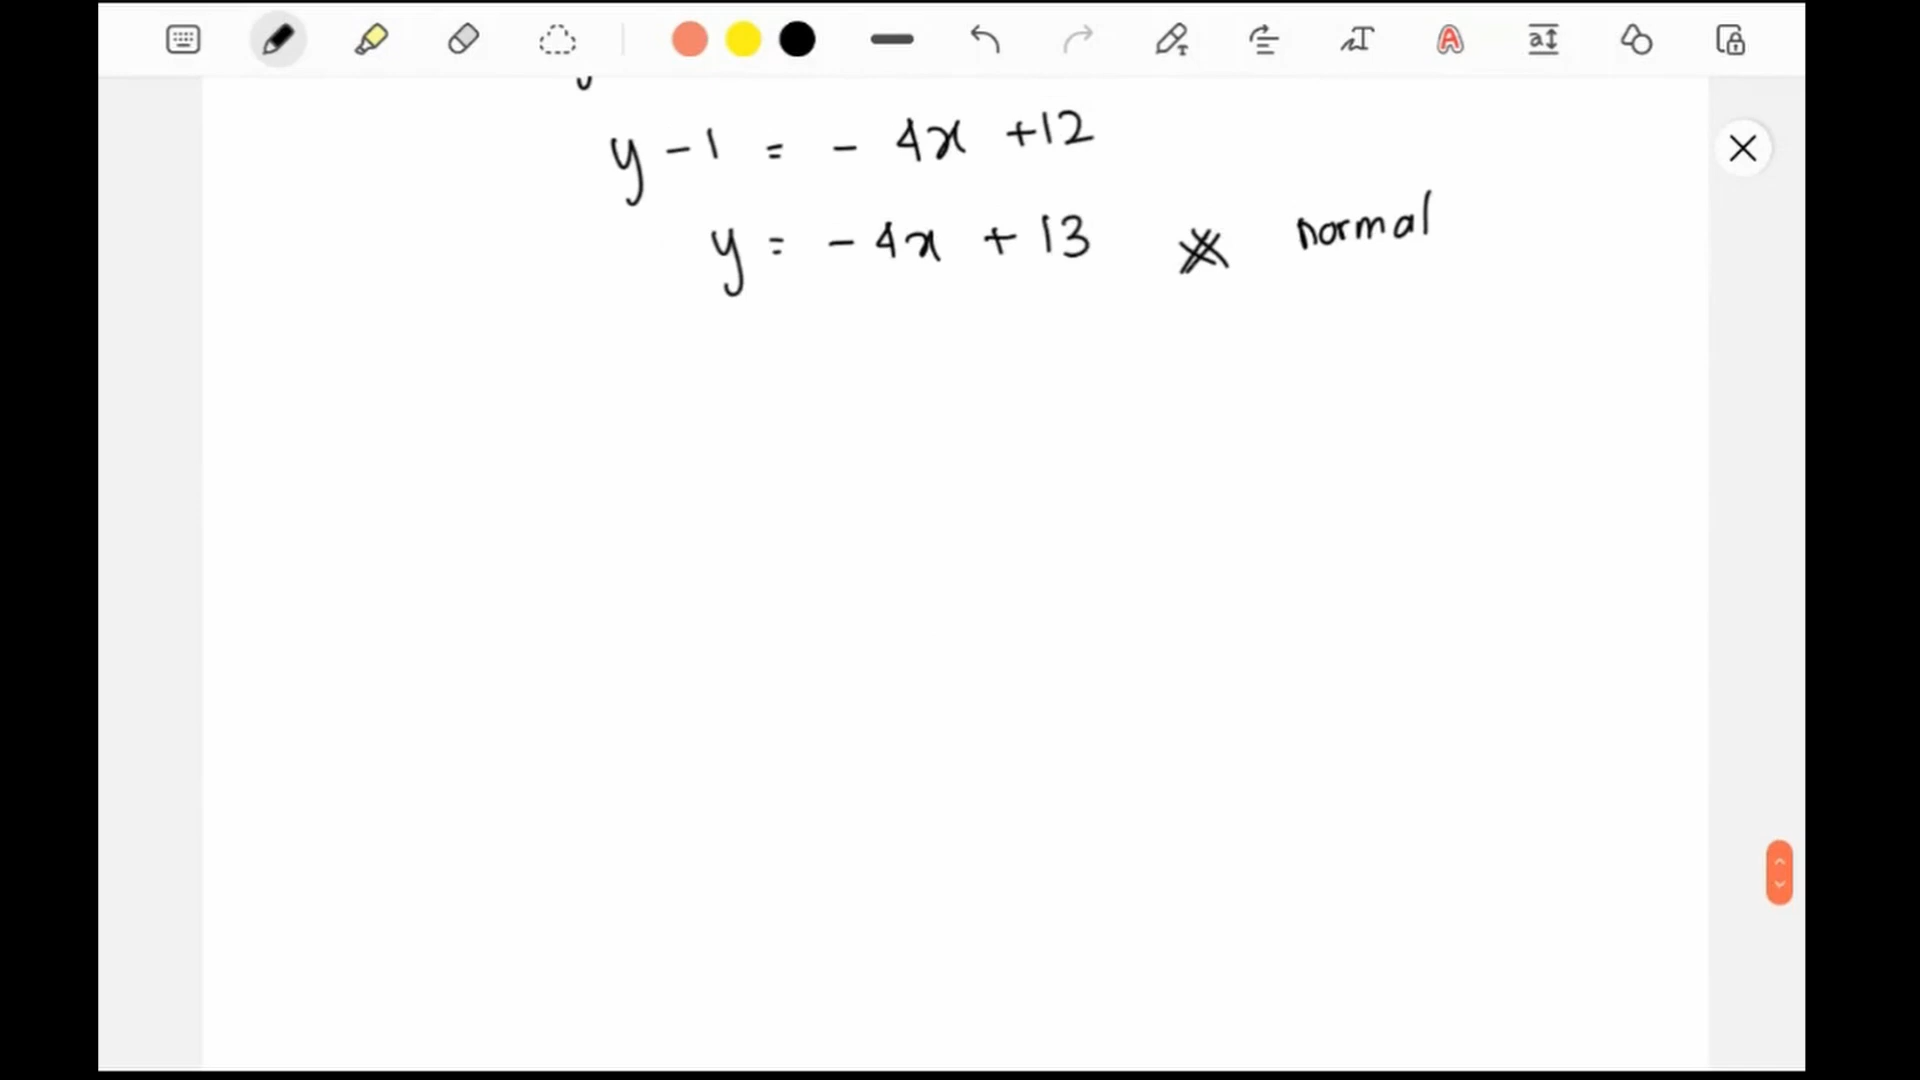 y - 1 = - 4x + 12
y = - 4x + 13 normal